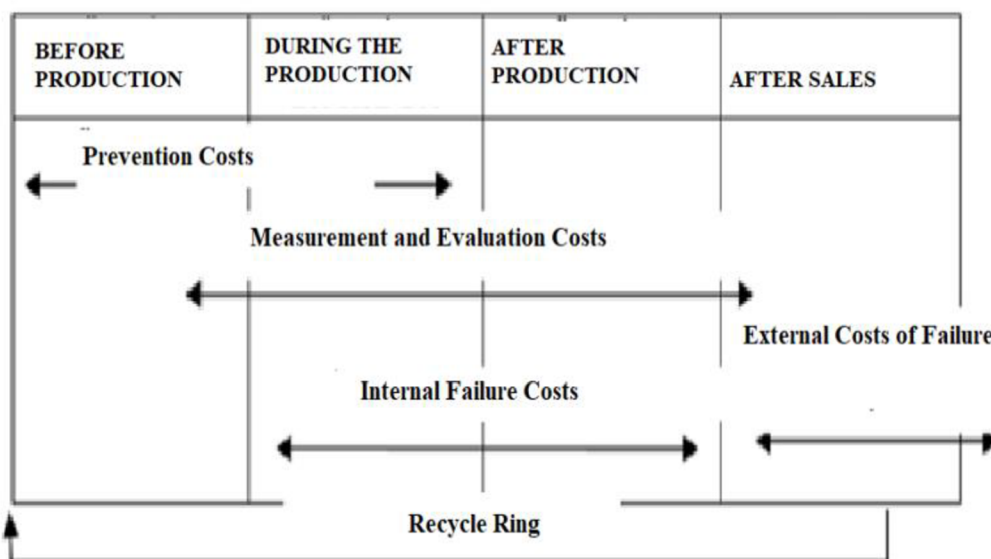 BEFORE
PRODUCTION
DURING THE
PRODUCTION
AFTER
PRODUCTION
AFTER SALES
Prevention Costs
Measurement and Evaluation Costs
External Costs of Failure
Internal Failure Costs
Recycle Ring